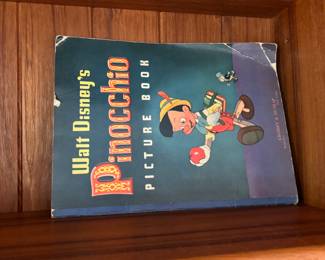 Walt Disney's
Pinocchio
PICTURE BOOK